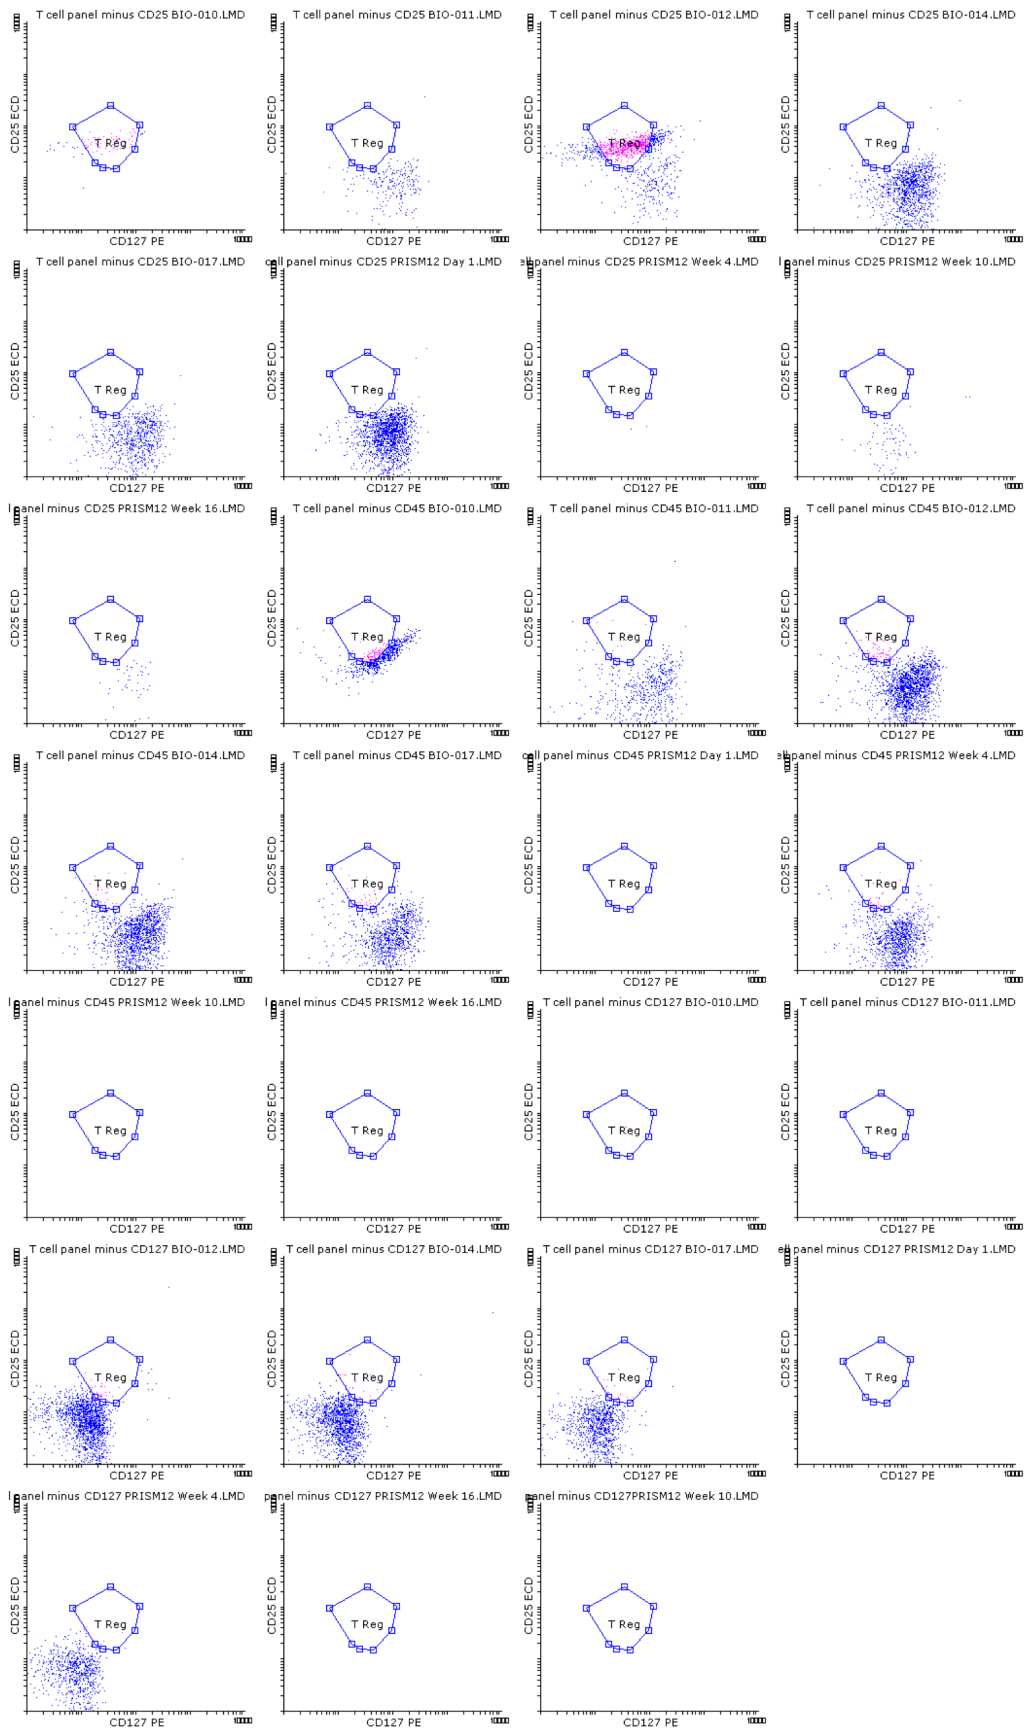 T cell panel minus CD25 BIO-010.LMD
T cell panel minus CD25 BIO-011.LMD
T cell panel minus CD25 BIO-012.LMD
T cell panel minus CD25 BIO-014.LMD
CD25 ECD
T Reg
CD25 ECD
T Reg
CD25 ECD
T Reg
CD25 ECD
T Reg
CD127 PE
CD127 PE
CD127 PE
CD127 PE
T cell panel minus CD25 BIO-017.LMD
cell panel minus CD25 PRISM12 Day 1.LMD
panel minus CD25 PRISM12 Week 4.LMD
panel minus CD25 PRISM12 Week 10.LMD
CD25 ECD
T Reg
CD25 ECD
T Reg
CD25 ECD
T Reg
CD25 ECD
T Reg
CD127 PE
CD127 PE
CD127 PE
CD127 PE
panel minus CD25 PRISM12 Week 16.LMD
T cell panel minus CD45 BIO-010.LMD
T cell panel minus CD45 BIO-011.LMD
T cell panel minus CD45 BIO-012.LMD
CD25 ECD
T Reg
CD25 ECD
T Reg
CD25 ECD
T Reg
CD25 ECD
T Reg
CD127 PE
CD127 PE
CD127 PE
CD127 PE
T cell panel minus CD45 BIO-014.LMD
T cell panel minus CD45 BIO-017.LMD
panel minus CD45 PRISM12 Day 1.LMD
panel minus CD45 PRISM12 Week 4.LMD
CD25 ECD
T Reg
CD25 ECD
T Reg
CD25 ECD
T Reg
CD25 ECD
T Reg
CD127 PE
CD127 PE
CD127 PE
CD127 PE
panel minus CD45 PRISM12 Week 10.LMD
panel minus CD45 PRISM12 Week 16.LMD
T cell panel minus CD127 BIO-010.LMD
T cell panel minus CD127 BIO-011.LMD
CD25 ECD
T Reg
CD25 ECD
T Reg
CD25 ECD
T Reg
CD25 ECD
T Reg
CD127 PE
CD127 PE
CD127 PE
CD127 PE
T cell panel minus CD127 BIO-012.LMD
T cell panel minus CD127 BIO-014.LMD
T cell panel minus CD127 BIO-017.LMD
panel minus CD127 PRISM12 Day 1.LMD
CD25 ECD
T Reg
CD25 ECD
T Reg
CD25 ECD
T Reg
CD25 ECD
T Reg
CD127 PE
CD127 PE
CD127 PE
CD127 PE
panel minus CD127 PRISM12 Week 4.LMD
panel minus CD127 PRISM12 Week 16.LMD
panel minus CD127PRISM12 Week 10.LMD
CD25 ECD
T Reg
CD25 ECD
T Reg
CD25 ECD
T Reg
CD127 PE
CD127 PE
CD127 PE